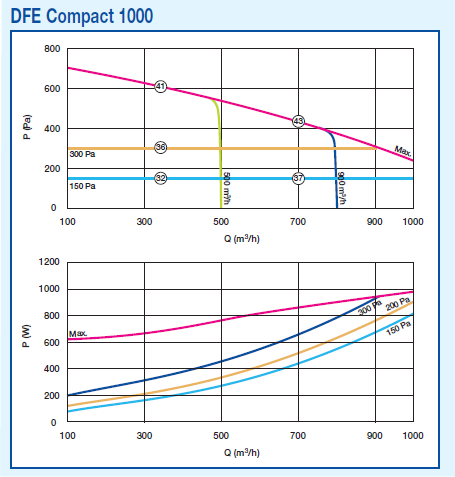 DFE Compact 1000
P (Pa)
800
600
400
200
0
41
43
36
32
37
300 Pa
150 Pa
Max.
500 m³/h
800 m³/h
100 300 500 700 900 1000
Q (m³/h)
P (W)
1200
1000
800
600
400
200
0
Max.
300 Pa
200 Pa
150 Pa
100 300 500 700 900 1000
Q (m³/h)